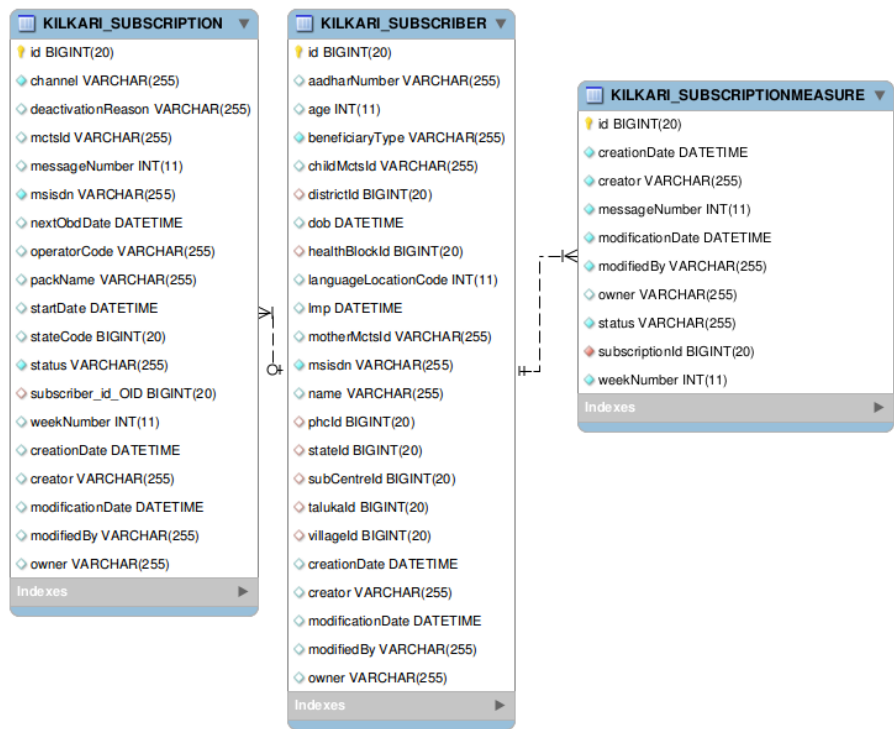 KILKARI_SUBSCRIPTION
id BIGINT(20)
channel VARCHAR(255)
deactivationReason VARCHAR(255)
mctsId VARCHAR(255)
messageNumber INT(11)
msisdn VARCHAR(255)
nextObdDate DATETIME
operatorCode VARCHAR(255)
packName VARCHAR(255)
startDate DATETIME
stateCode BIGINT(20)
status VARCHAR(255)
subscriber_id_OID BIGINT(20)
weekNumber INT(11)
creationDate DATETIME
creator VARCHAR(255)
modificationDate DATETIME
modifiedBy VARCHAR(255)
owner VARCHAR(255)
Indexes
KILKARI_SUBSCRIBER
id BIGINT(20)
aadharNumber VARCHAR(255)
age INT(11)
beneficiaryType VARCHAR(255)
childMctsId VARCHAR(255)
districtId BIGINT(20)
dob DATETIME
healthBlockId BIGINT(20)
languageLocationCode INT(11)
lmp DATETIME
motherMctsId VARCHAR(255)
msisdn VARCHAR(255)
name VARCHAR(255)
phcId BIGINT(20)
stateId BIGINT(20)
subCentreId BIGINT(20)
talukaId BIGINT(20)
villageId BIGINT(20)
creationDate DATETIME
creator VARCHAR(255)
modificationDate DATETIME
modifiedBy VARCHAR(255)
owner VARCHAR(255)
Indexes
KILKARI_SUBSCRIPTIONMEASURE
id BIGINT(20)
creationDate DATETIME
creator VARCHAR(255)
messageNumber INT(11)
modificationDate DATETIME
modifiedBy VARCHAR(255)
owner VARCHAR(255)
status VARCHAR(255)
subscriptionId BIGINT(20)
weekNumber INT(11)
Indexes